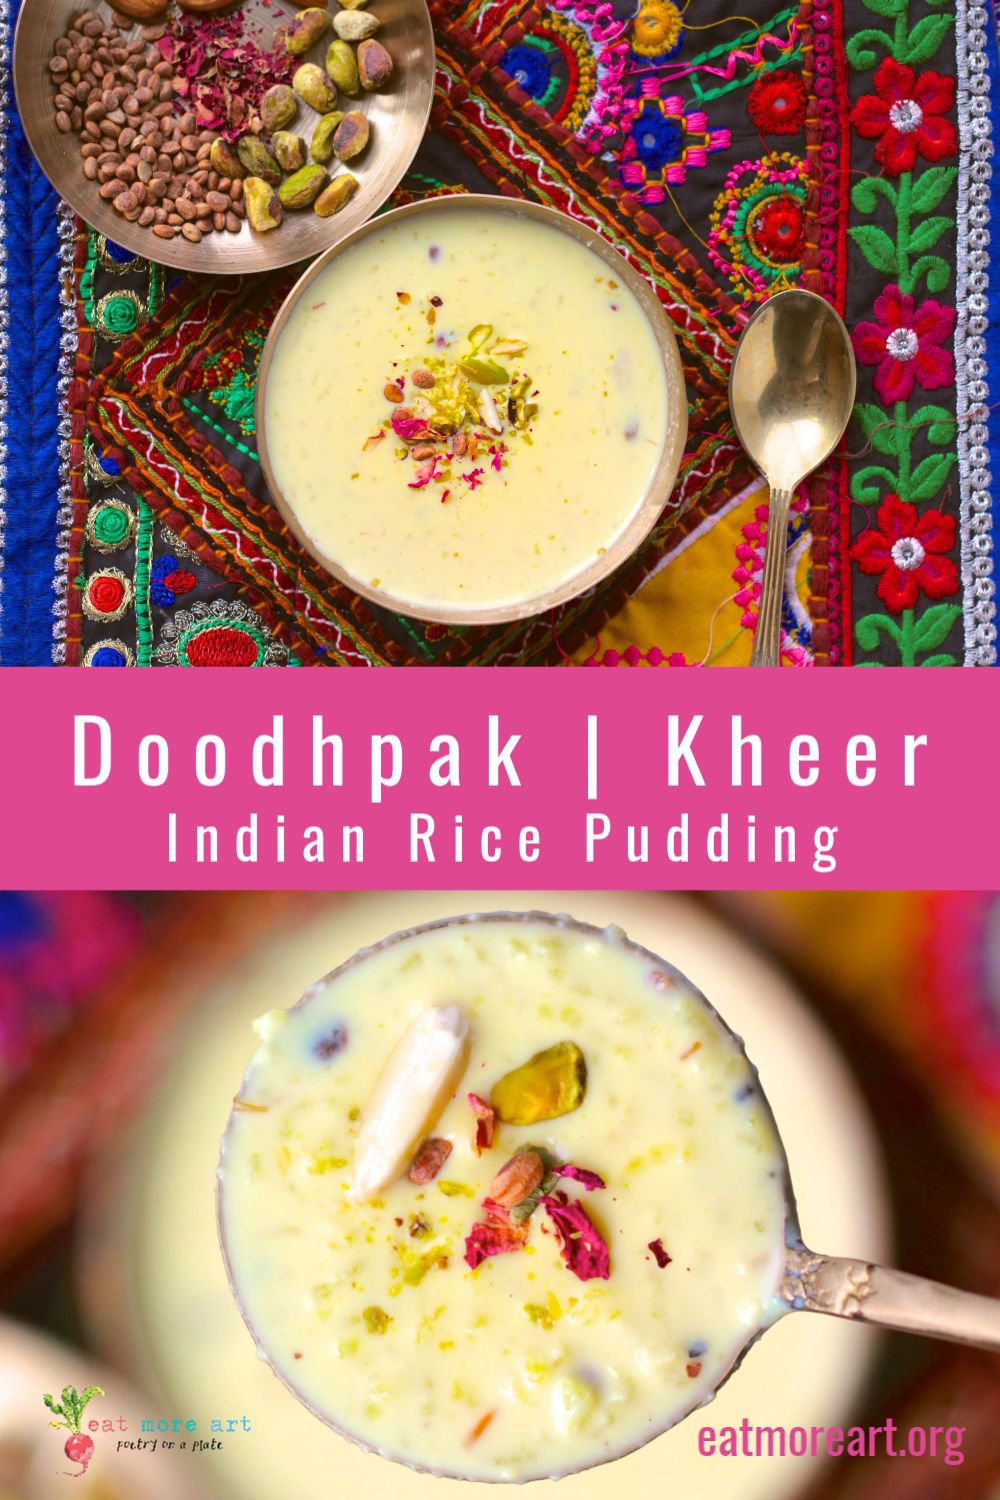 Doodhpak | Kheer
Indian Rice Pudding
eat more art
poetry on a plate
eatmoreart.org